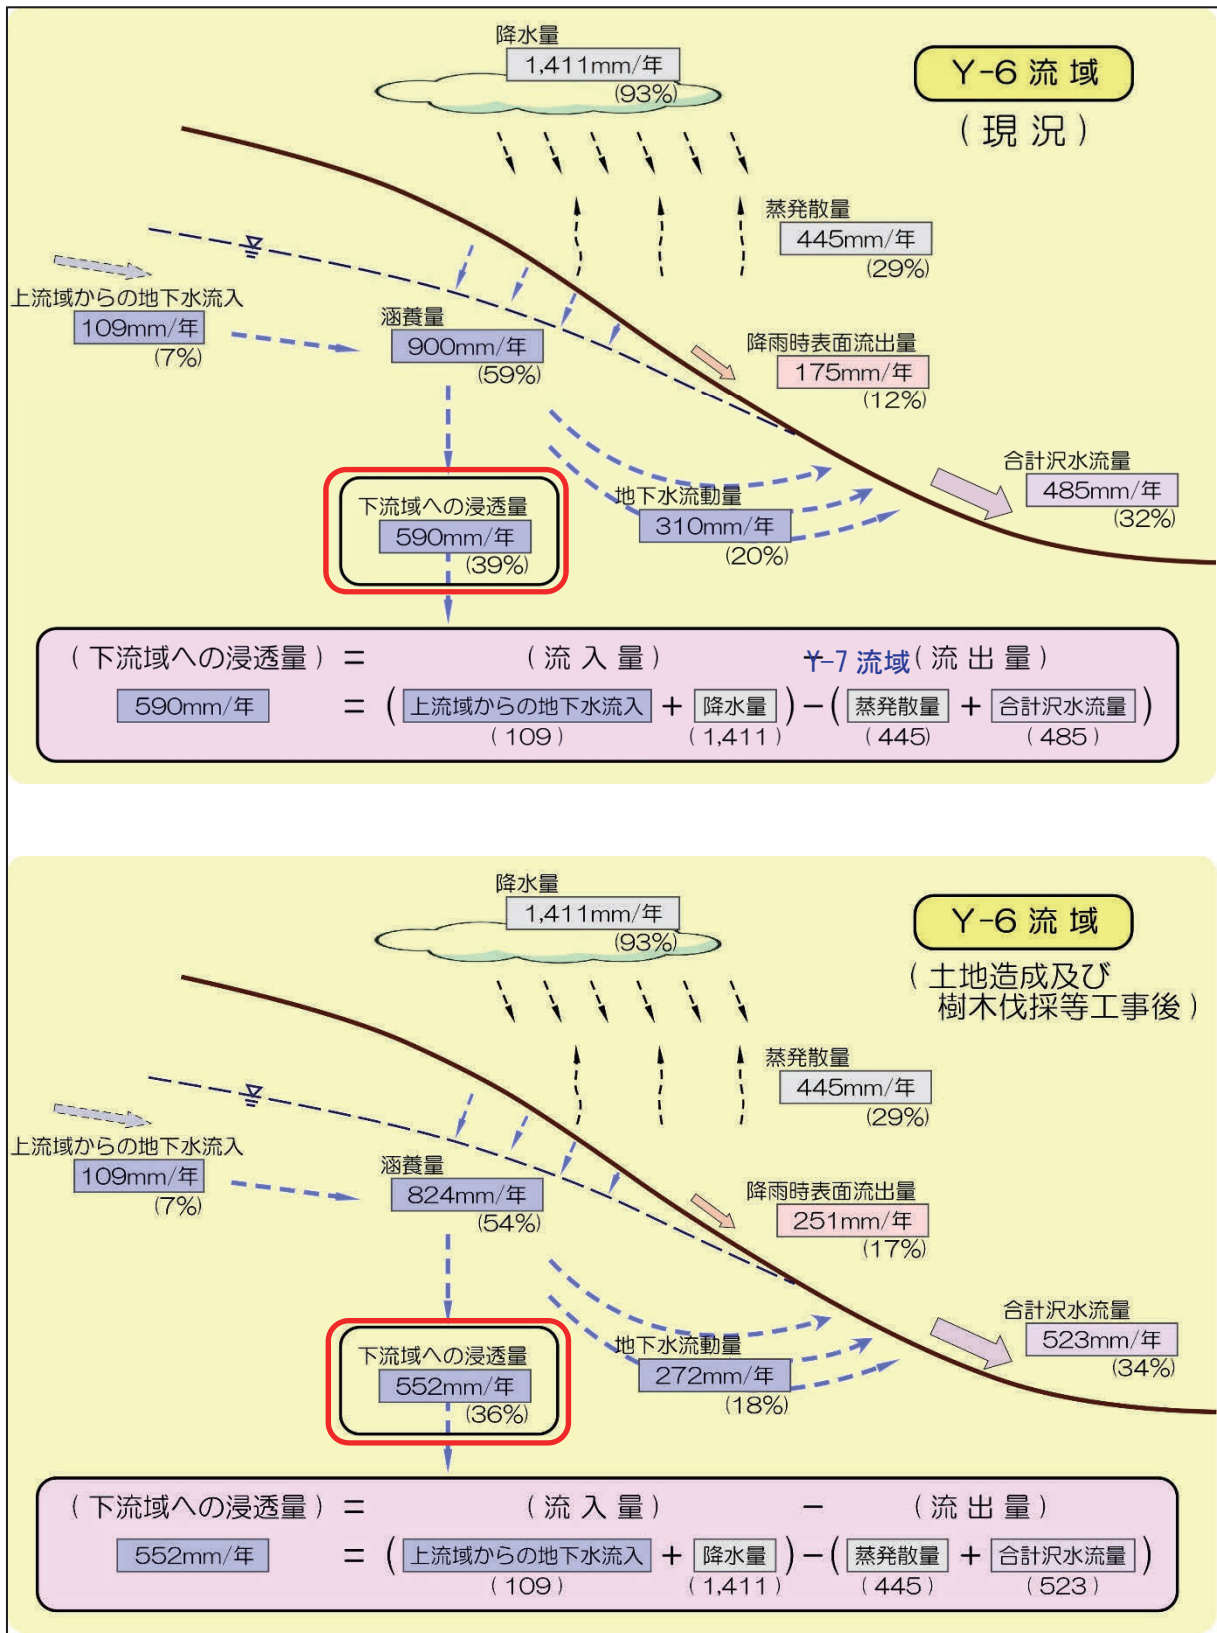 降水量
1,411mm/年
(93%)
Y-6 流 域
( 現 況 )
蒸発散量
445mm/年
(29%)
上流域からの地下水流入
109mm/年
(7%)
涵養量
900mm/年
(59%)
降雨時表面流出量
175mm/年
(12%)
合計沢水流量
485mm/年
(32%)
下流域への浸透量
590mm/年
(39%)
地下水流動量
310mm/年
(20%)
( 下流域への浸透量 ) = ( 流 入 量 ) − Y-7 流域 ( 流 出 量 )
590mm/年 = ( 上流域からの地下水流入 + 降水量 ) − ( 蒸発散量 + 合計沢水流量 )
( 109 ) ( 1,411 ) ( 445) ( 485 )
降水量
1,411mm/年
(93%)
Y-6 流 域
( 土地造成及び
樹木伐採等工事後 )
蒸発散量
445mm/年
(29%)
上流域からの地下水流入
109mm/年
(7%)
涵養量
824mm/年
(54%)
降雨時表面流出量
251mm/年
(17%)
合計沢水流量
523mm/年
(34%)
下流域への浸透量
552mm/年
(36%)
地下水流動量
272mm/年
(18%)
( 下流域への浸透量 ) = ( 流 入 量 ) − ( 流 出 量 )
552mm/年 = ( 上流域からの地下水流入 + 降水量 ) − ( 蒸発散量 + 合計沢水流量 )
( 109 ) ( 1,411 ) ( 445 ) ( 523 )